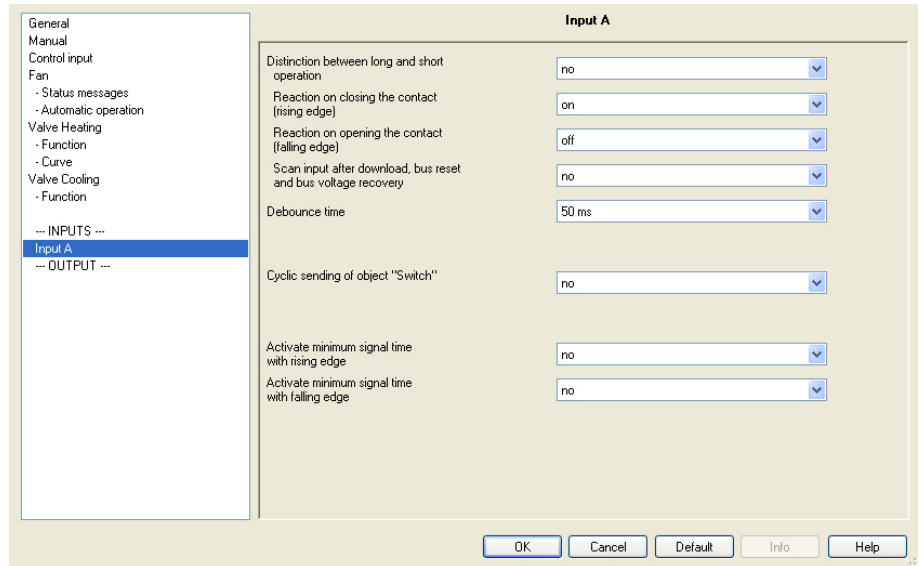 Input A
General
Manual
Control input
Fan
- Status messages
- Automatic operation
Valve Heating
- Function
- Curve
Valve Cooling
- Function
--- INPUTS ---
Input A
--- OUTPUT ---
Distinction between long and short
operation
no
Reaction on closing the contact
(rising edge)
on
Reaction on opening the contact
(falling edge)
off
Scan input after download, bus reset
and bus voltage recovery
no
Debounce time
50 ms
Cyclic sending of object "Switch"
no
Activate minimum signal time
with rising edge
no
Activate minimum signal time
with falling edge
no
OK
Cancel
Default
Info
Help